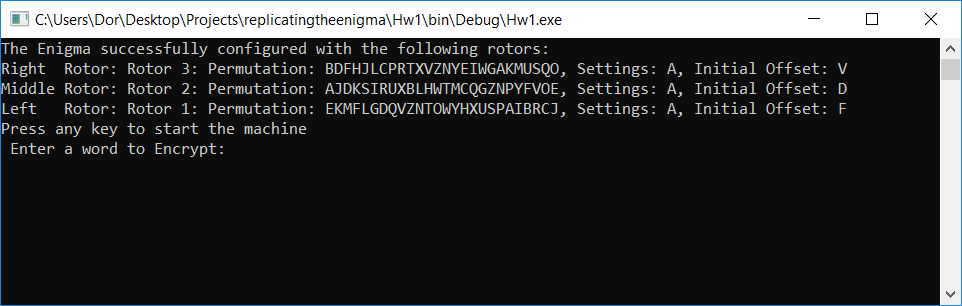 C:\Users\Dor\Desktop\Projects\replicatingtheenigma\Hw1\bin\Debug\Hw1.exe
The Enigma successfully configured with the following rotors:
Right  Rotor: Rotor 3: Permutation: BDFHJLCPRTXVZNYEIWGAKMUSQO, Settings: A, Initial Offset: V
Middle Rotor: Rotor 2: Permutation: AJDKSIRUXBLHWTMCQGZNPYFVOE, Settings: A, Initial Offset: D
Left   Rotor: Rotor 1: Permutation: EKMFLGDQVZNTOWYHXUSPAIBRCJ, Settings: A, Initial Offset: F
Press any key to start the machine
 Enter a word to Encrypt: